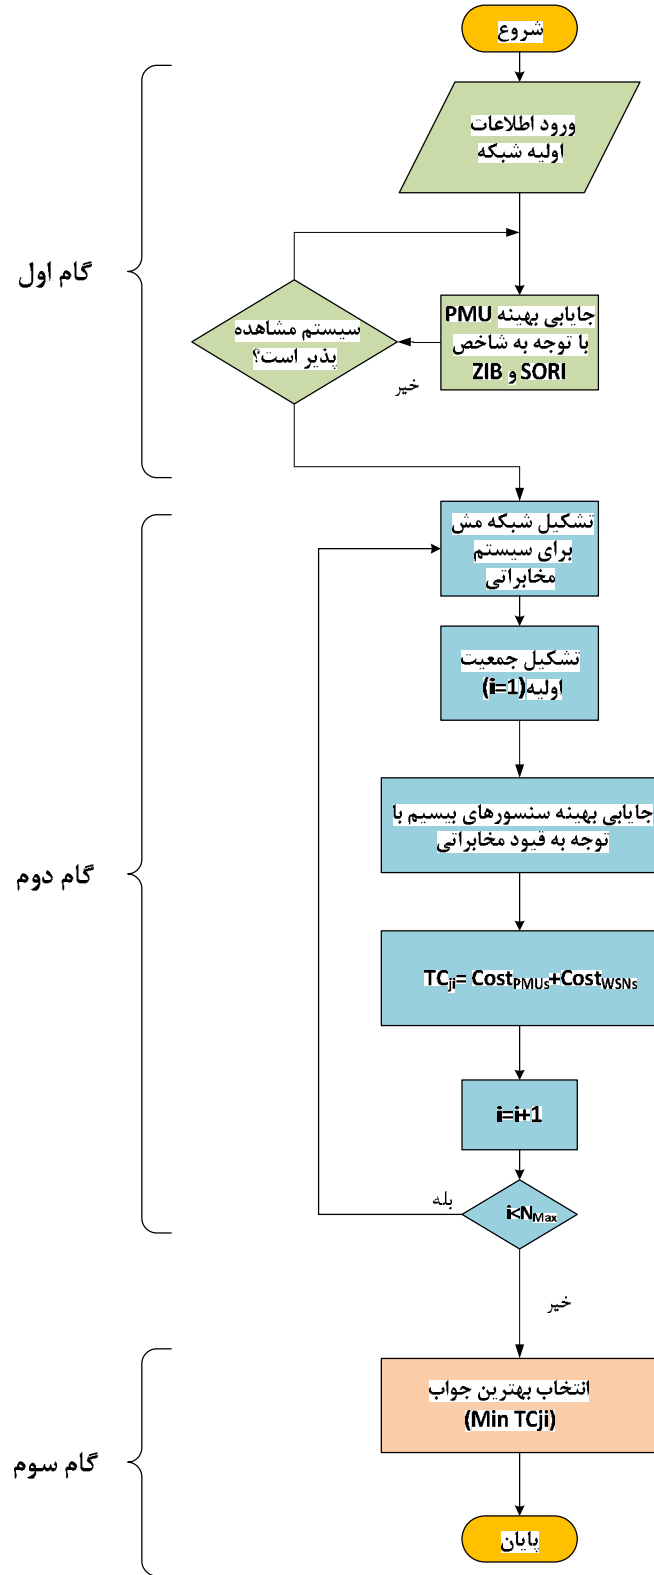 شروع
ورود اطلاعات
اولیه شبکه
گام اول
جایابی بهینه PMU
با توجه به شاخص
SORI و ZIB
سیستم مشاهده
پذیر است؟
خیر
تشکیل شبکه مش
برای سیستم
مخابراتی
تشکیل جمعیت
اولیه(i=1)
جایابی بهینه سنسورهای بیسیم با
توجه به قیود مخابراتی
گام دوم
TCji= CostPMUs+CostWSNs
i=i+1
i<NMax
بله
خیر
انتخاب بهترین جواب
(Min TCji)
گام سوم
پایان